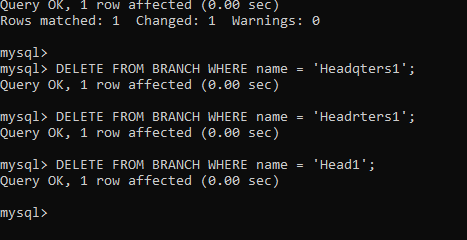 Query OK, 1 row affected (0.00 sec)
Rows matched: 1  Changed: 1  Warnings: 0
mysql>
mysql> DELETE FROM BRANCH WHERE name = 'Headqters1';
Query OK, 1 row affected (0.00 sec)
mysql> DELETE FROM BRANCH WHERE name = 'Headrters1';
Query OK, 1 row affected (0.00 sec)
mysql> DELETE FROM BRANCH WHERE name = 'Head1';
Query OK, 1 row affected (0.00 sec)
mysql>